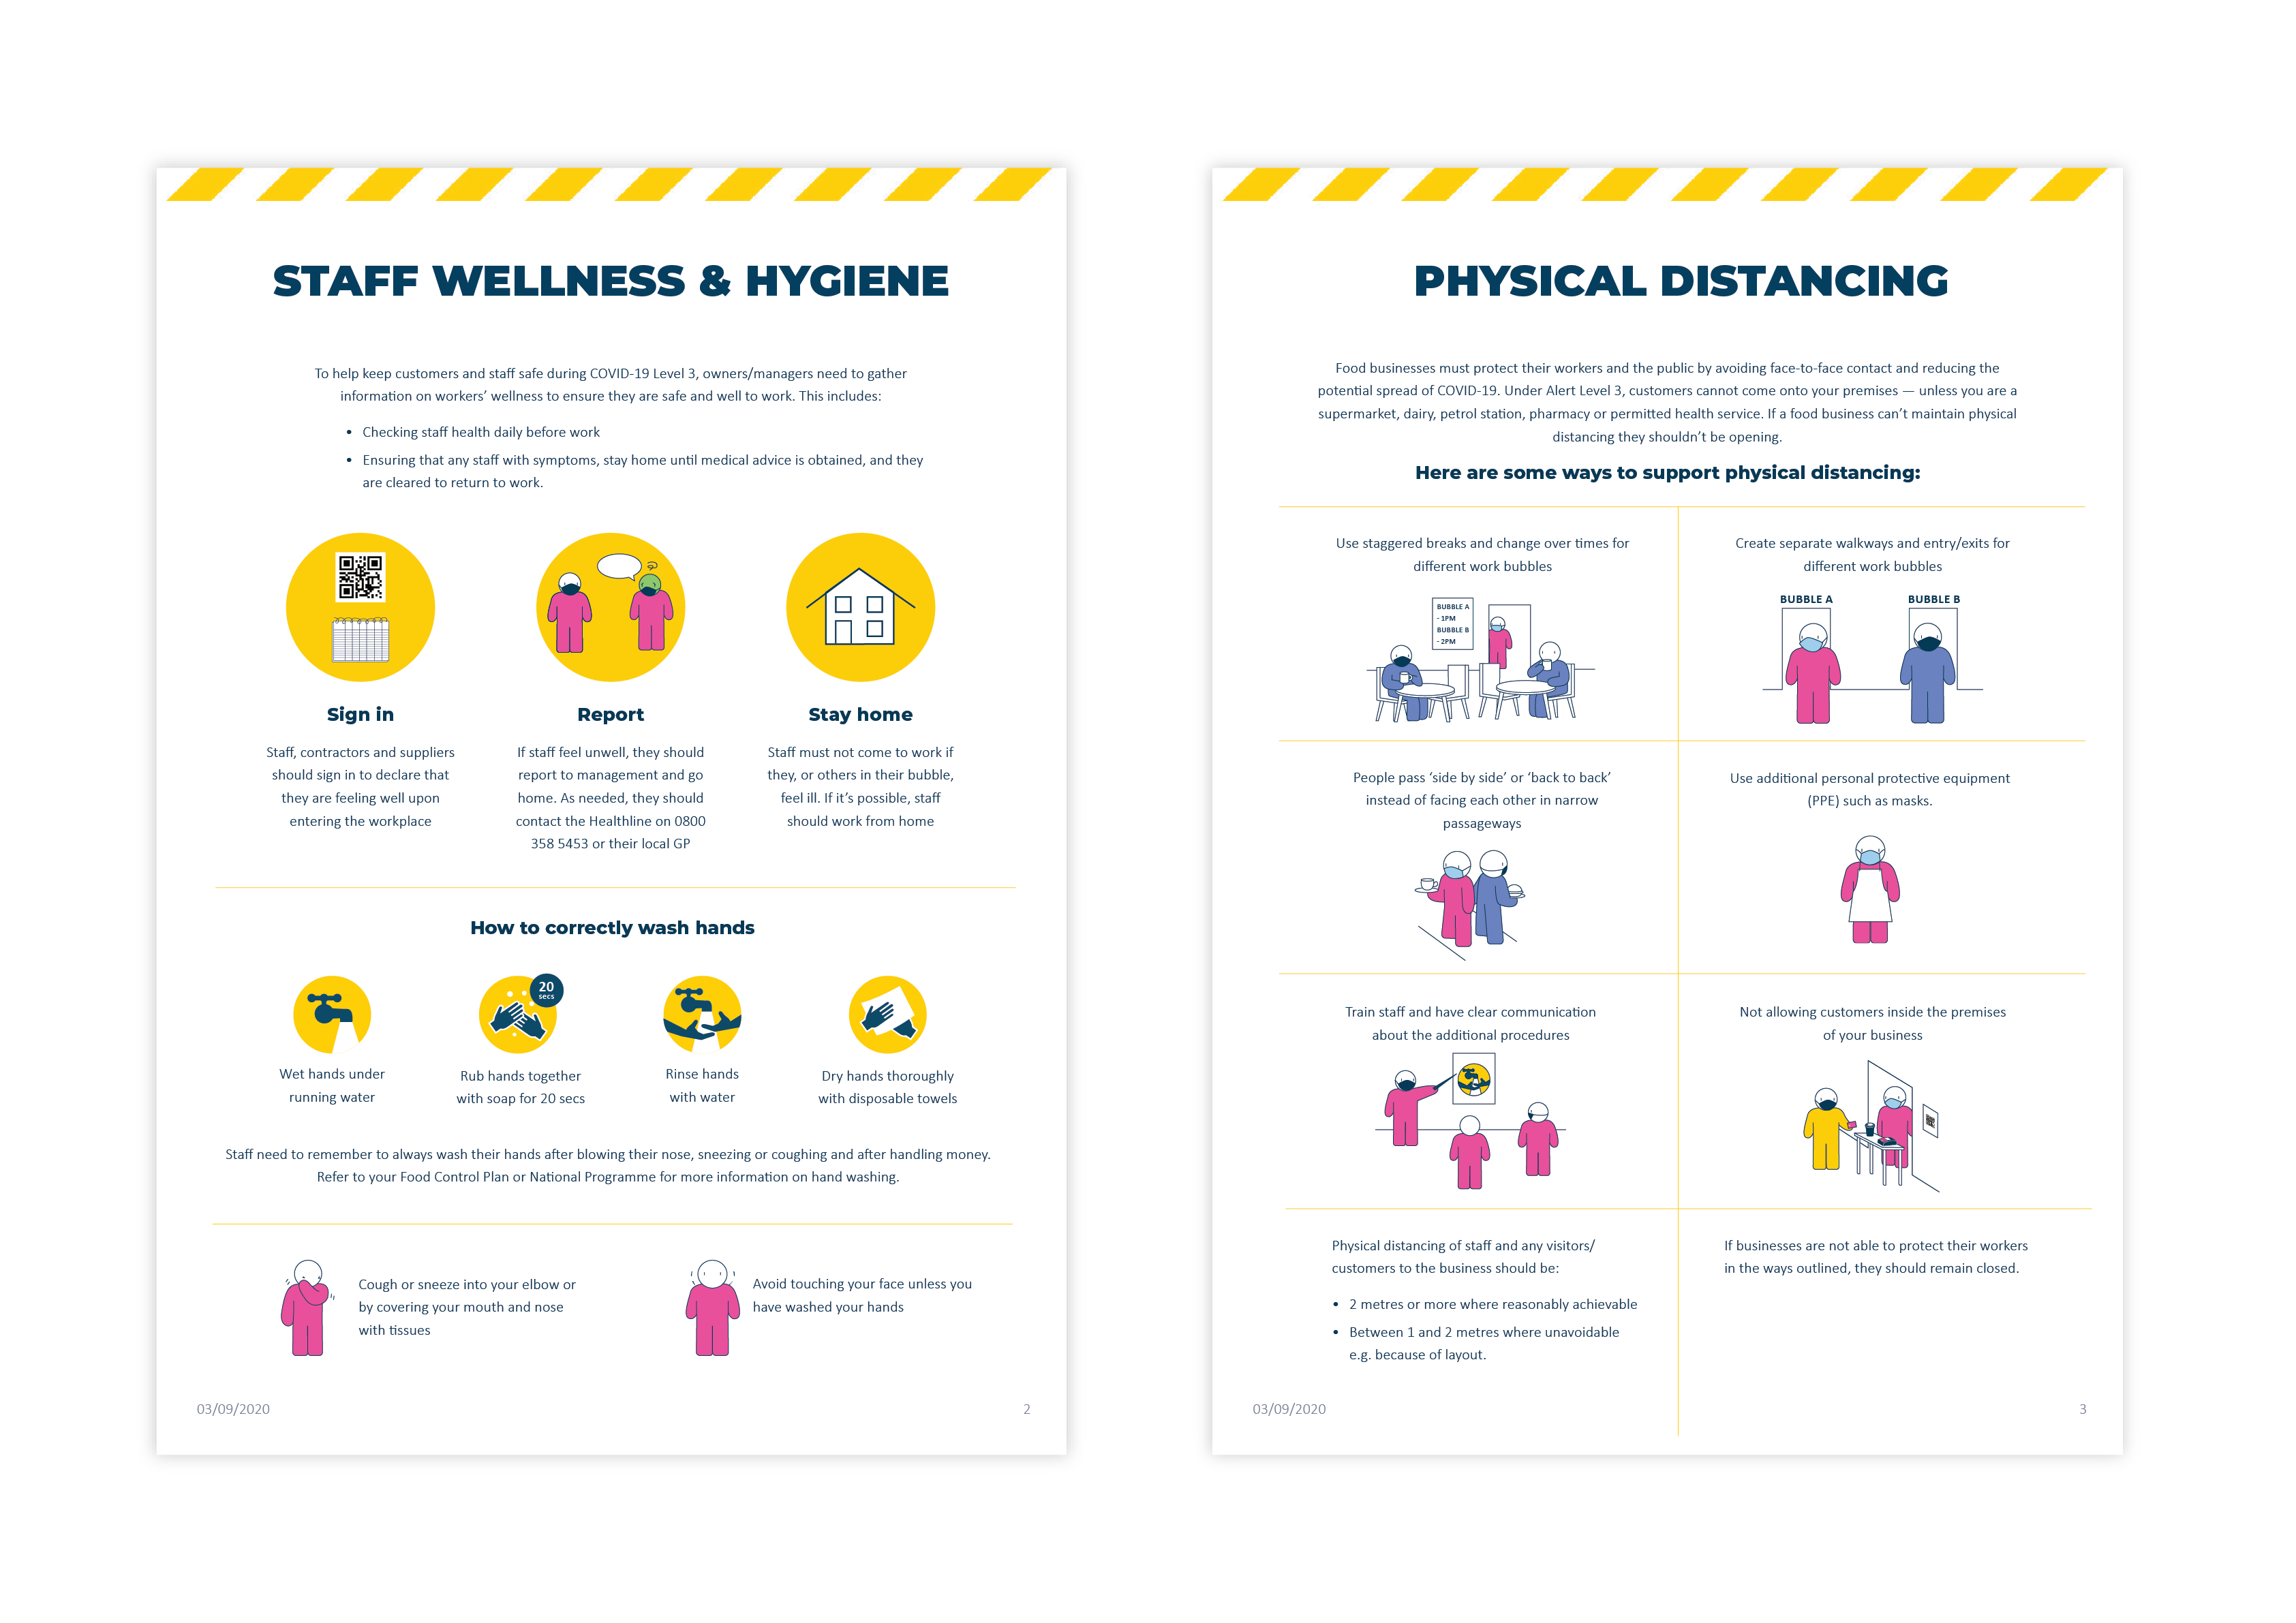 STAFF WELLNESS & HYGIENE
To help keep customers and staff safe during COVID-19 Level 3, owners/managers need to gather
information on workers’ wellness to ensure they are safe and well to work. This includes:
• Checking staff health daily before work
• Ensuring that any staff with symptoms, stay home until medical advice is obtained, and they
are cleared to return to work.
Sign in
Staff, contractors and suppliers
should sign in to declare that
they are feeling well upon
entering the workplace
Report
If staff feel unwell, they should
report to management and go
home. As needed, they should
contact the Healthline on 0800
358 5453 or their local GP
Stay home
Staff must not come to work if
they, or others in their bubble,
feel ill. If it’s possible, staff
should work from home
How to correctly wash hands
Wet hands under
running water
20
secs
Rub hands together
with soap for 20 secs
Rinse hands
with water
Dry hands thoroughly
with disposable towels
Staff need to remember to always wash their hands after blowing their nose, sneezing or coughing and after handling money.
Refer to your Food Control Plan or National Programme for more information on hand washing.
Cough or sneeze into your elbow or
by covering your mouth and nose
with tissues
Avoid touching your face unless you
have washed your hands
03/09/2020
2
PHYSICAL DISTANCING
Food businesses must protect their workers and the public by avoiding face-to-face contact and reducing the
potential spread of COVID-19. Under Alert Level 3, customers cannot come onto your premises — unless you are a
supermarket, dairy, petrol station, pharmacy or permitted health service. If a food business can’t maintain physical
distancing they shouldn’t be opening.
Here are some ways to support physical distancing:
Use staggered breaks and change over times for
different work bubbles
BUBBLE A
- 1PM
BUBBLE B
- 2PM
Create separate walkways and entry/exits for
different work bubbles
BUBBLE A
BUBBLE B
People pass ‘side by side’ or ‘back to back’
instead of facing each other in narrow
passageways
Use additional personal protective equipment
(PPE) such as masks.
Train staff and have clear communication
about the additional procedures
Not allowing customers inside the premises
of your business
Physical distancing of staff and any visitors/
customers to the business should be:
• 2 metres or more where reasonably achievable
• Between 1 and 2 metres where unavoidable
e.g. because of layout.
If businesses are not able to protect their workers
in the ways outlined, they should remain closed.
03/09/2020
3